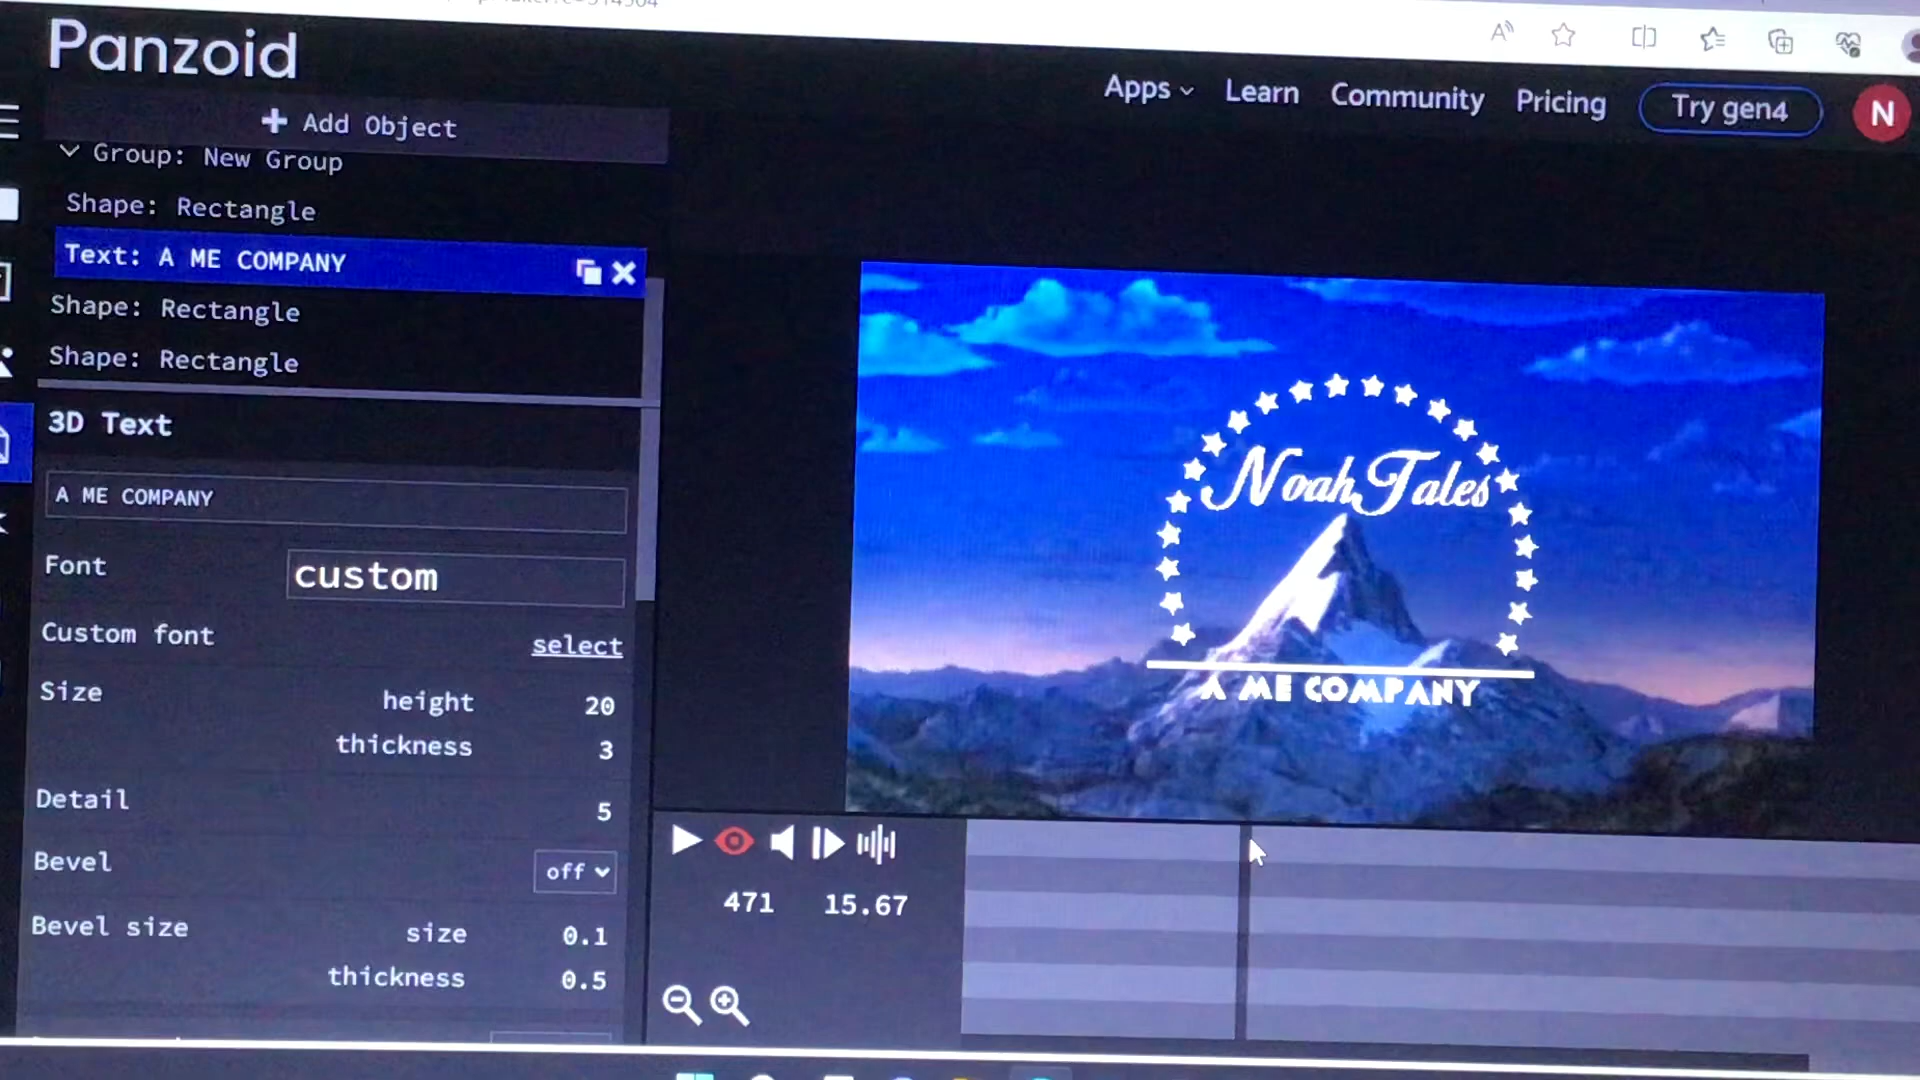 Panzoid
Apps
Learn
Community
Pricing
Try gen4
N
+ Add Object
Group: New Group
Shape: Rectangle
Text: A ME COMPANY
Shape: Rectangle
Shape: Rectangle
3D Text
A ME COMPANY
Font
custom
Custom font
select
Size
height
20
thickness
3
Detail
5
Bevel
off
Bevel size
size
0.1
thickness
0.5
Noah Tales
A ME COMPANY
471
15.67